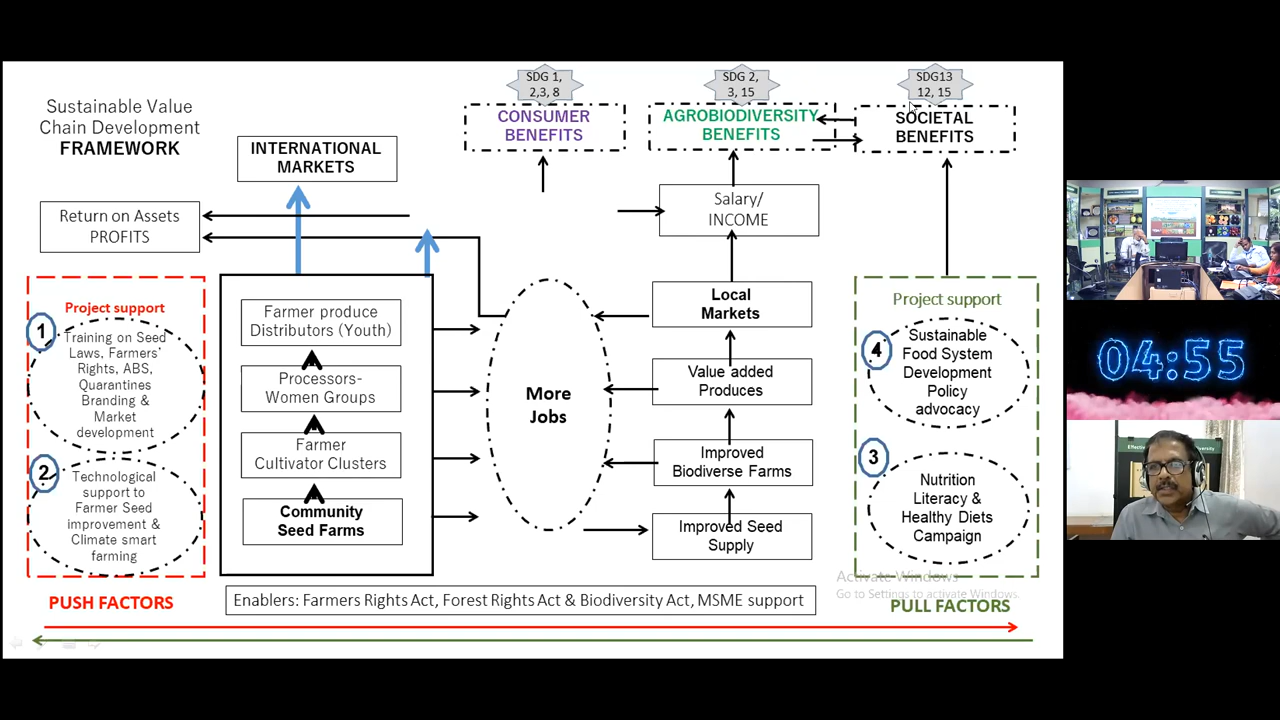 Sustainable Value
Chain Development
FRAMEWORK
SDG 1,
2,3, 8
CONSUMER
BENEFITS
SDG 2,
3, 15
AGROBIODIVERSITY
BENEFITS
SDG13
12, 15
SOCIETAL
BENEFITS
INTERNATIONAL
MARKETS
Return on Assets
PROFITS
Salary/
INCOME
Project support
1
Training on Seed
Laws, Farmers'
Rights, ABS,
Quarantines
Branding &
Market
development
2
Technological
support to
Farmer Seed
improvement &
Climate smart
farming
PUSH FACTORS
Farmer produce
Distributors (Youth)
Processors-
Women Groups
Farmer
Cultivator Clusters
Community
Seed Farms
More
Jobs
Local
Markets
Value added
Produces
Improved
Biodiverse Farms
Improved Seed
Supply
Project support
4
Sustainable
Food System
Development
Policy
advocacy
3
Nutrition
Literacy &
Healthy Diets
Campaign
Activate Windows
Go to Settings to activate Windows.
PULL FACTORS
Enablers: Farmers Rights Act, Forest Rights Act & Biodiversity Act, MSME support
04:55